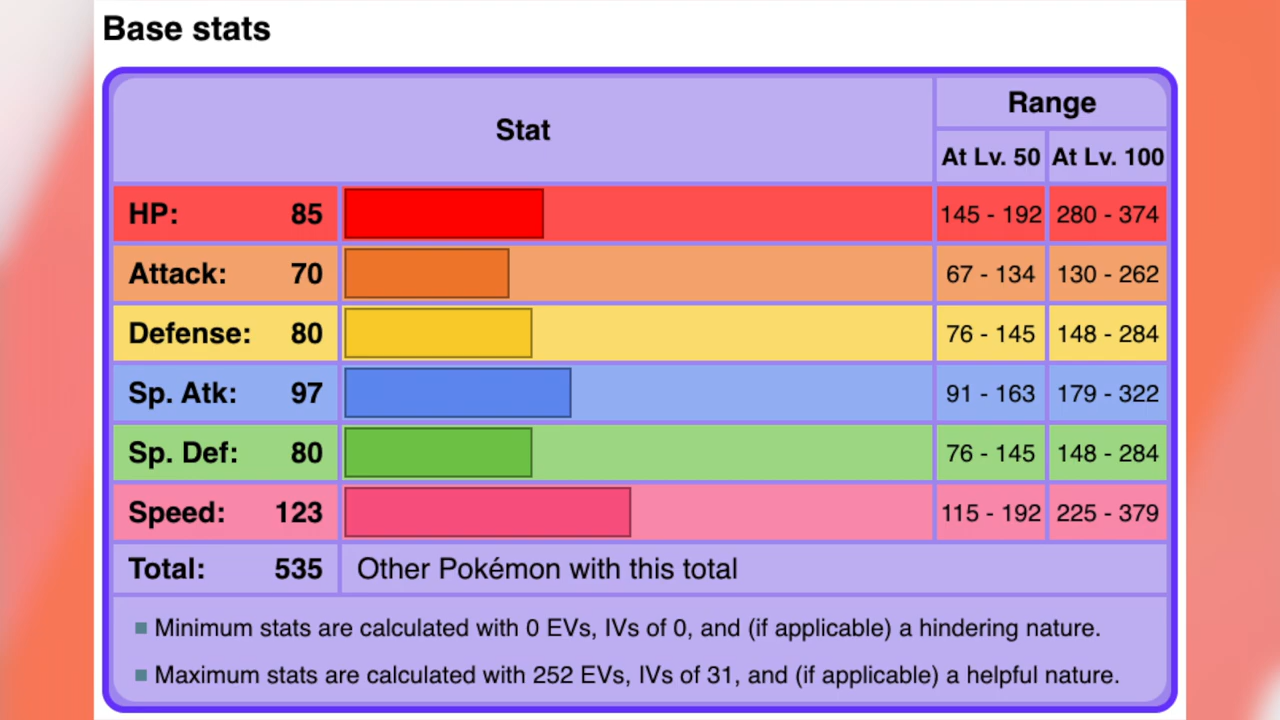 Base stats
Stat
Range
At Lv. 50 At Lv. 100
HP: 85 145 - 192 280 - 374
Attack: 70 67 - 134 130 - 262
Defense: 80 76 - 145 148 - 284
Sp. Atk: 97 91 - 163 179 - 322
Sp. Def: 80 76 - 145 148 - 284
Speed: 123 115 - 192 225 - 379
Total: 535 Other Pokémon with this total
Minimum stats are calculated with 0 EVs, IVs of 0, and (if applicable) a hindering nature.
Maximum stats are calculated with 252 EVs, IVs of 31, and (if applicable) a helpful nature.